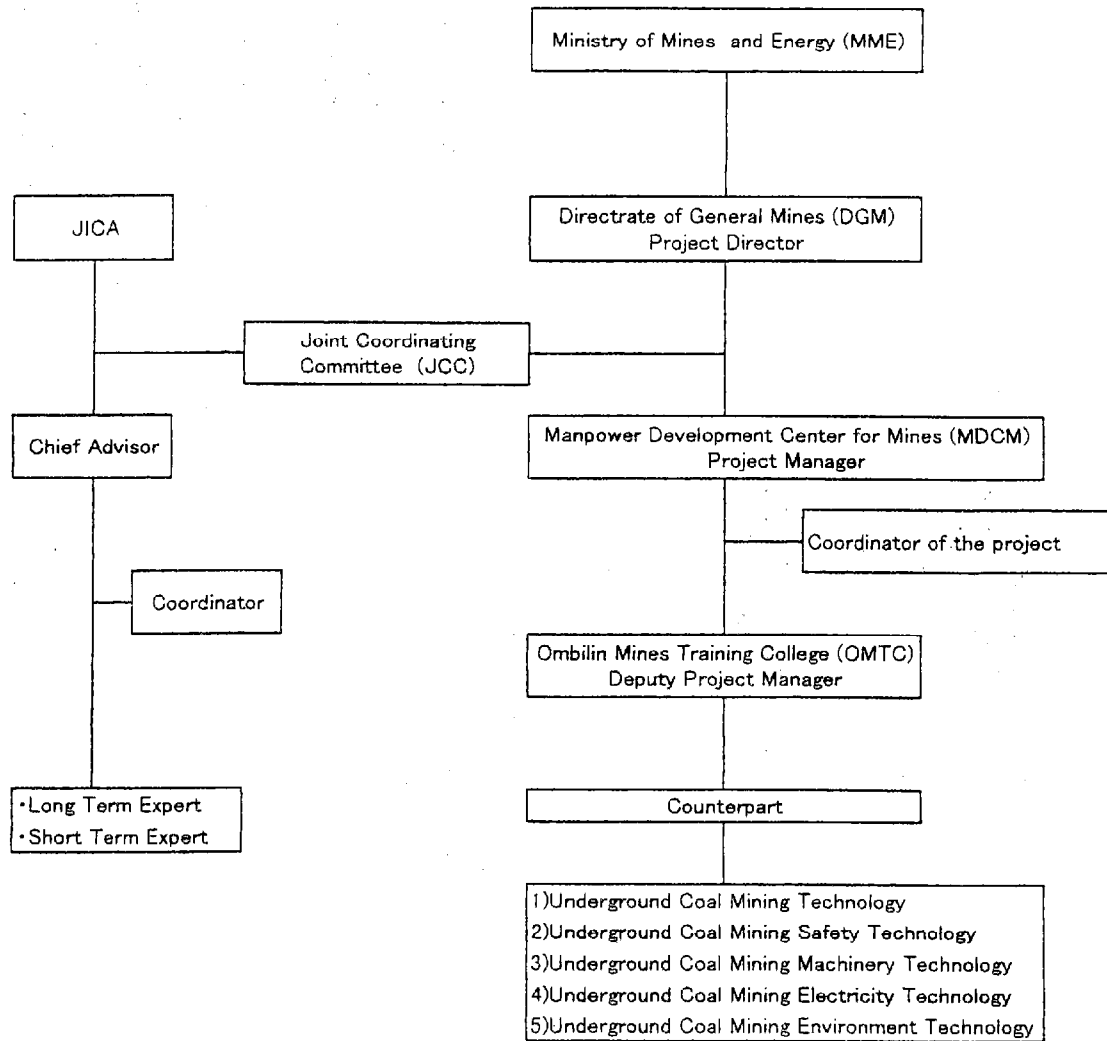 Ministry of Mines and Energy (MME)
JICA
Directrate of General Mines (DGM)
Project Director
Joint Coordinating
Committee (JCC)
Chief Advisor
Manpower Development Center for Mines (MDCM)
Project Manager
Coordinator of the project
Coordinator
Ombilin Mines Training College (OMTC)
Deputy Project Manager
・Long Term Expert
・Short Term Expert
Counterpart
1)Underground Coal Mining Technology
2)Underground Coal Mining Safety Technology
3)Underground Coal Mining Machinery Technology
4)Underground Coal Mining Electricity Technology
5)Underground Coal Mining Environment Technology